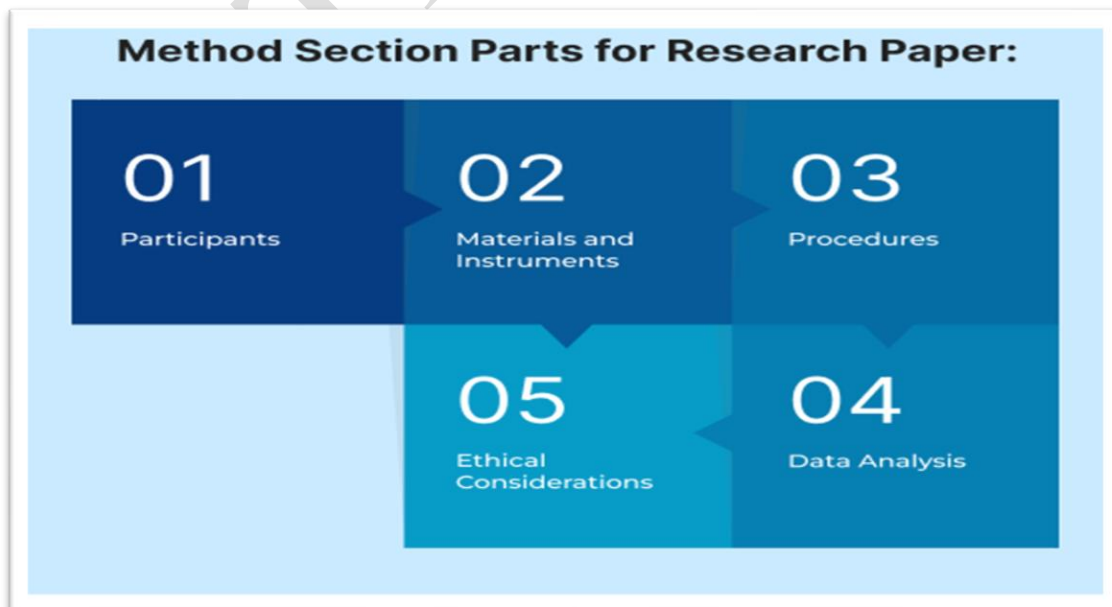 Method Section Parts for Research Paper:
01
Participants
02
Materials and
Instruments
03
Procedures
04
Data Analysis
05
Ethical
Considerations